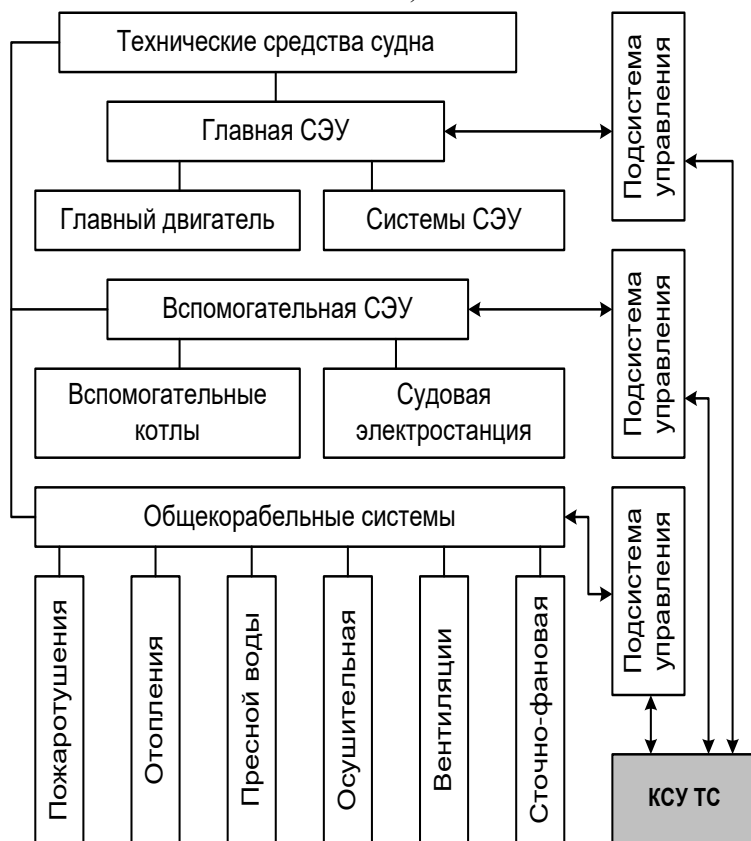 Технические средства судна
Главная СЭУ
Подсистема
управления
Главный двигатель
Системы СЭУ
Вспомогательная СЭУ
Подсистема
управления
Вспомогательные
котлы
Судовая
электростанция
Общекорабельные системы
Подсистема
управления
Пожаротушения
Отопления
Пресной воды
Осушительная
Вентиляции
Сточно-фановая
КСУ ТС